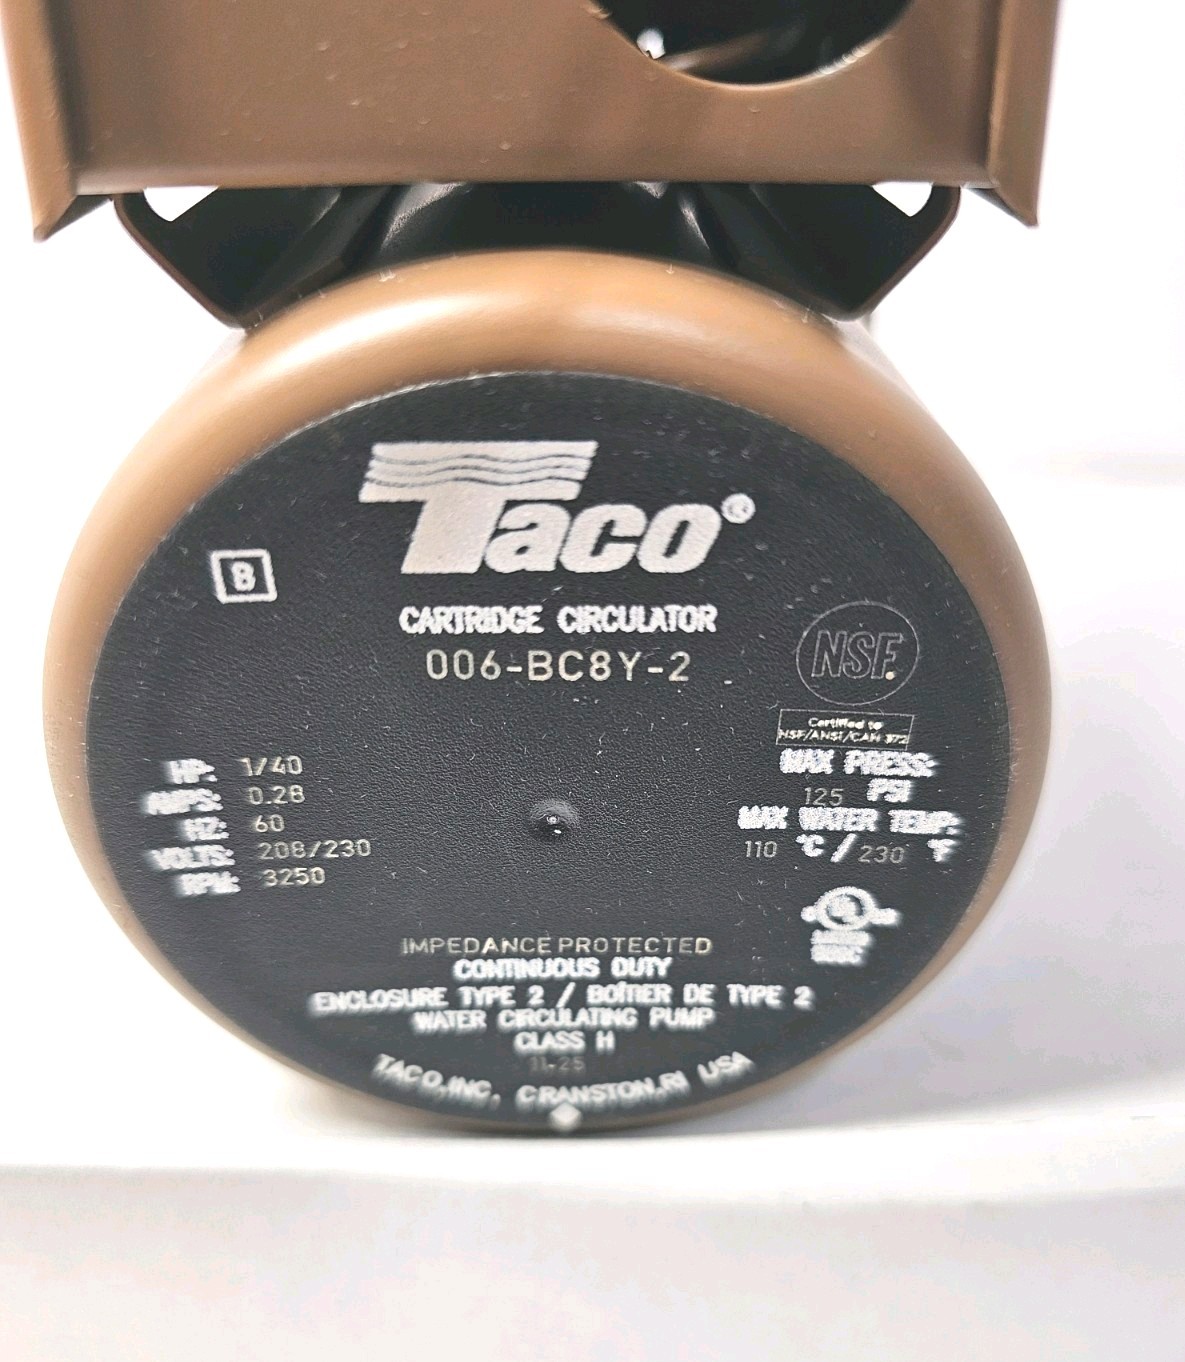 Taco®
B
CARTRIDGE CIRCULATOR
006-BC8Y-2
NSF.
Certified to
NSF/ANSI/CAN 372
HP: 1/40
AMPS: 0.28
HZ: 60
VOLTS: 208/230
RPM: 3250
MAX PRESS:
125 PSI
MAX WATER TEMP:
110 °C / 230 °F
UL
IMPEDANCE PROTECTED
CONTINUOUS DUTY
ENCLOSURE TYPE 2 / BOÎTIER DE TYPE 2
WATER CIRCULATING PUMP
CLASS H
11-25
TACO, INC, CRANSTON, RI USA